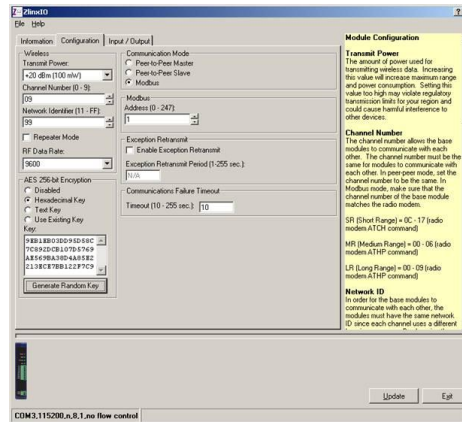 ZlinxIO
File Help
Information Configuration Input / Output
Wireless
Transmit Power:
+20 dBm (100 mW)
Channel Number (0 - 9):
09
Network Identifier (11 - FF):
99
Repeater Mode
RF Data Rate:
9600
AES 256-bit Encryption
Disabled
Hexadecimal Key
Text Key
Use Existing Key
Key:
9EB1EB03DD95D58C
7C892DCB107D5769
AE569BA38D4A85E2
213ECE7BB122F7C9
Generate Random Key
Communication Mode
Peer-to-Peer Master
Peer-to-Peer Slave
Modbus
Modbus
Address (0 - 247):
1
Exception Retransmit
Enable Exception Retransmit
Exception Retransmit Period (1-255 sec.):
N/A
Communications Failure Timeout
Timeout (10 - 255 sec.): 10
Module Configuration
Transmit Power
The amount of power used for
transmitting wireless data. Increasing
this value will increase maximum range
and power consumption. Setting this
value too high may violate regulatory
transmission limits for your region and
could cause harmful interference to
other devices.
Channel Number
The channel number allows the base
modules to communicate with each
other. The channel number must be the
same for modules to communicate with
each other. In peer-peer mode, set the
channel number to be the same. In
Modbus mode, make sure that the
channel number of the base module
matches the radio modem.
SR (Short Range) = 0C - 17 (radio
modem ATCH command)
MR (Medium Range) = 00 - 06 (radio
modem ATHP command)
LR (Long Range) = 00 - 09 (radio
modem ATHP command)
Network ID
In order for the base modules to
communicate with each other, the
modules must have the same network
ID since each channel uses a different
Update Exit
COM3,115200,n,8,1,no flow control